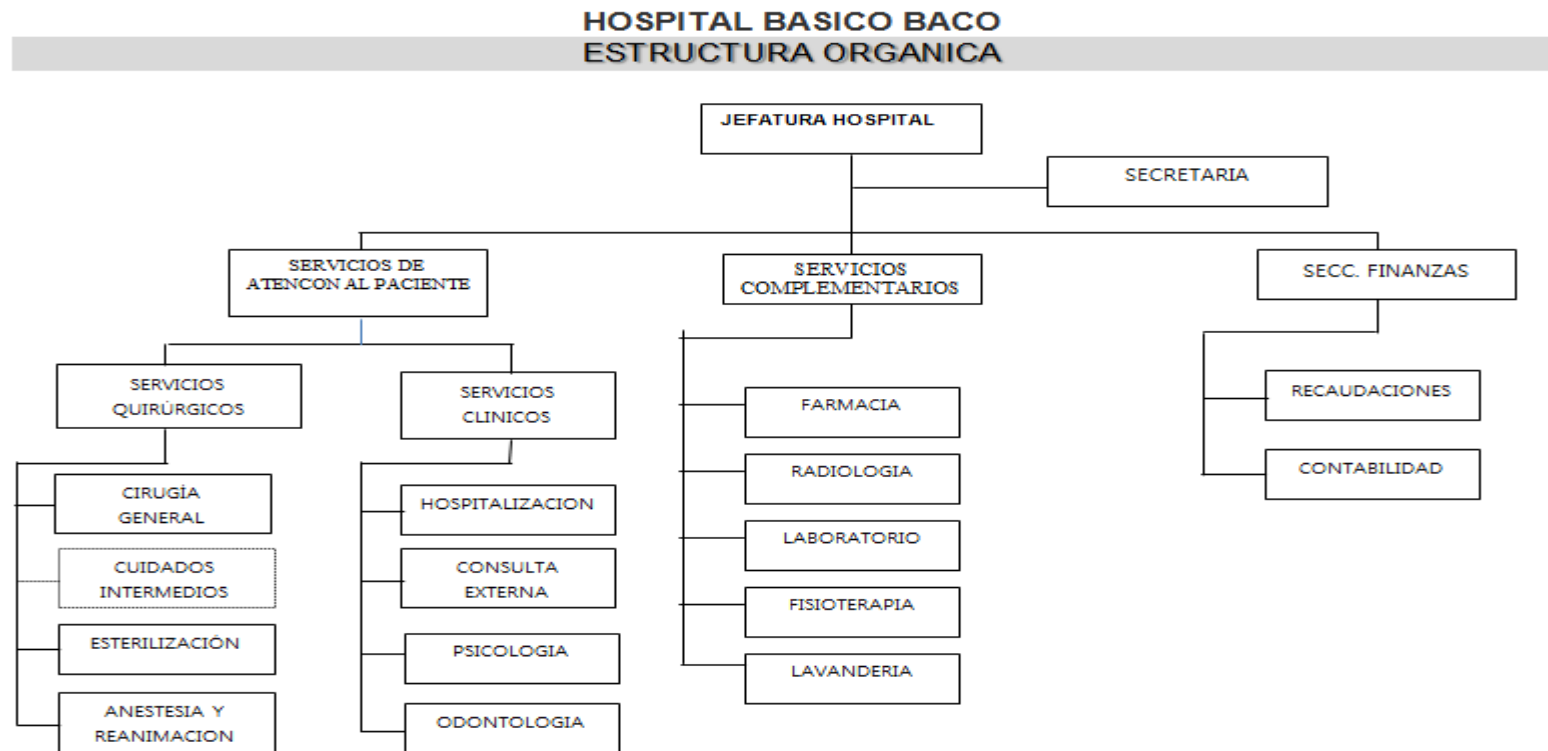 HOSPITAL BASICO BACO
ESTRUCTURA ORGANICA
JEFATURA HOSPITAL
SECRETARIA
SERVICIOS DE
ATENCON AL PACIENTE
SERVICIOS
COMPLEMENTARIOS
SECC. FINANZAS
SERVICIOS
QUIRÚRGICOS
SERVICIOS
CLINICOS
CIRUGÍA
GENERAL
CUIDADOS
INTERMEDIOS
ESTERILIZACIÓN
ANESTESIA Y
REANIMACION
HOSPITALIZACION
CONSULTA
EXTERNA
PSICOLOGIA
ODONTOLOGIA
FARMACIA
RADIOLOGIA
LABORATORIO
FISIOTERAPIA
LAVANDERIA
RECAUDACIONES
CONTABILIDAD